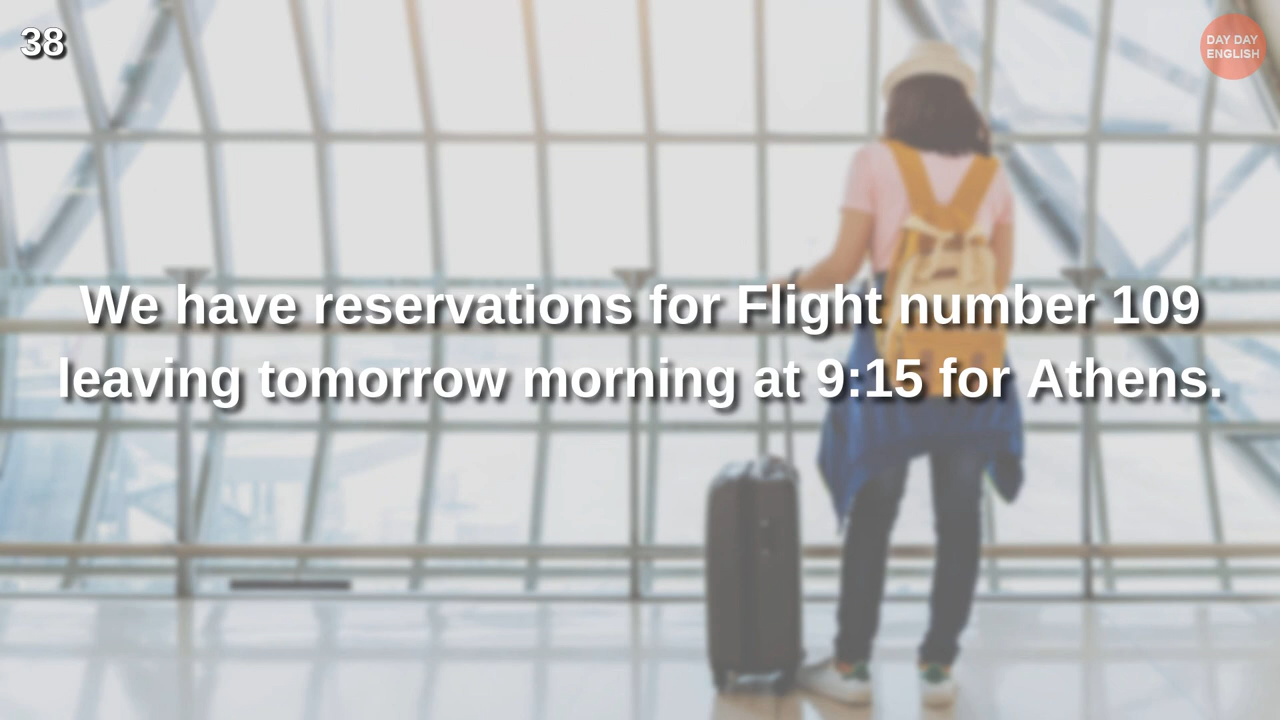 38
DAY DAY
ENGLISH
We have reservations for Flight number 109
leaving tomorrow morning at 9:15 for Athens.